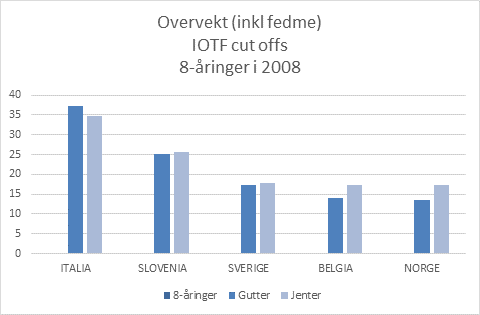 Overvekt (inkl fedme)
IOTF cut offs
8-åringer i 2008
40
35
30
25
20
15
10
5
0
ITALIA SLOVENIA SVERIGE BELGIA NORGE
8-åringer Gutter Jenter